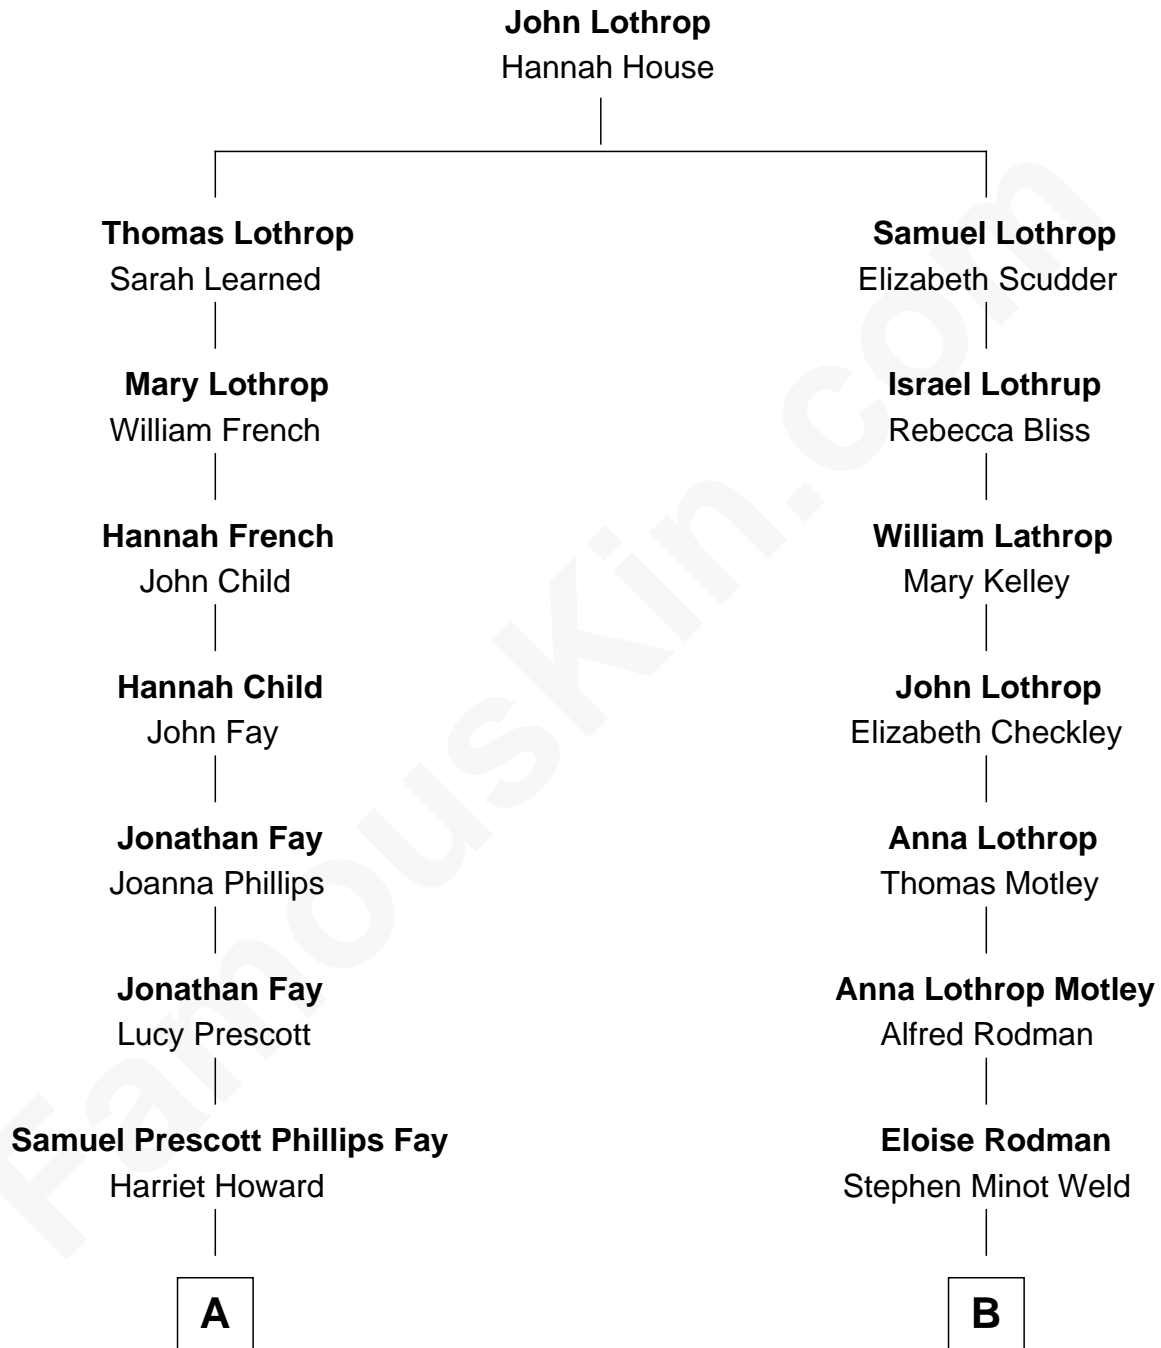 John Lothrop
Hannah House
Thomas Lothrop
Sarah Learned
Mary Lothrop
William French
Hannah French
John Child
Hannah Child
John Fay
Jonathan Fay
Joanna Phillips
Jonathan Fay
Lucy Prescott
Samuel Prescott Phillips Fay
Harriet Howard
A
Samuel Lothrop
Elizabeth Scudder
Israel Lothrup
Rebecca Bliss
William Lathrop
Mary Kelley
John Lothrop
Elizabeth Checkley
Anna Lothrop
Thomas Motley
Anna Lothrop Motley
Alfred Rodman
Eloise Rodman
Stephen Minot Weld
B
FamousKin.com